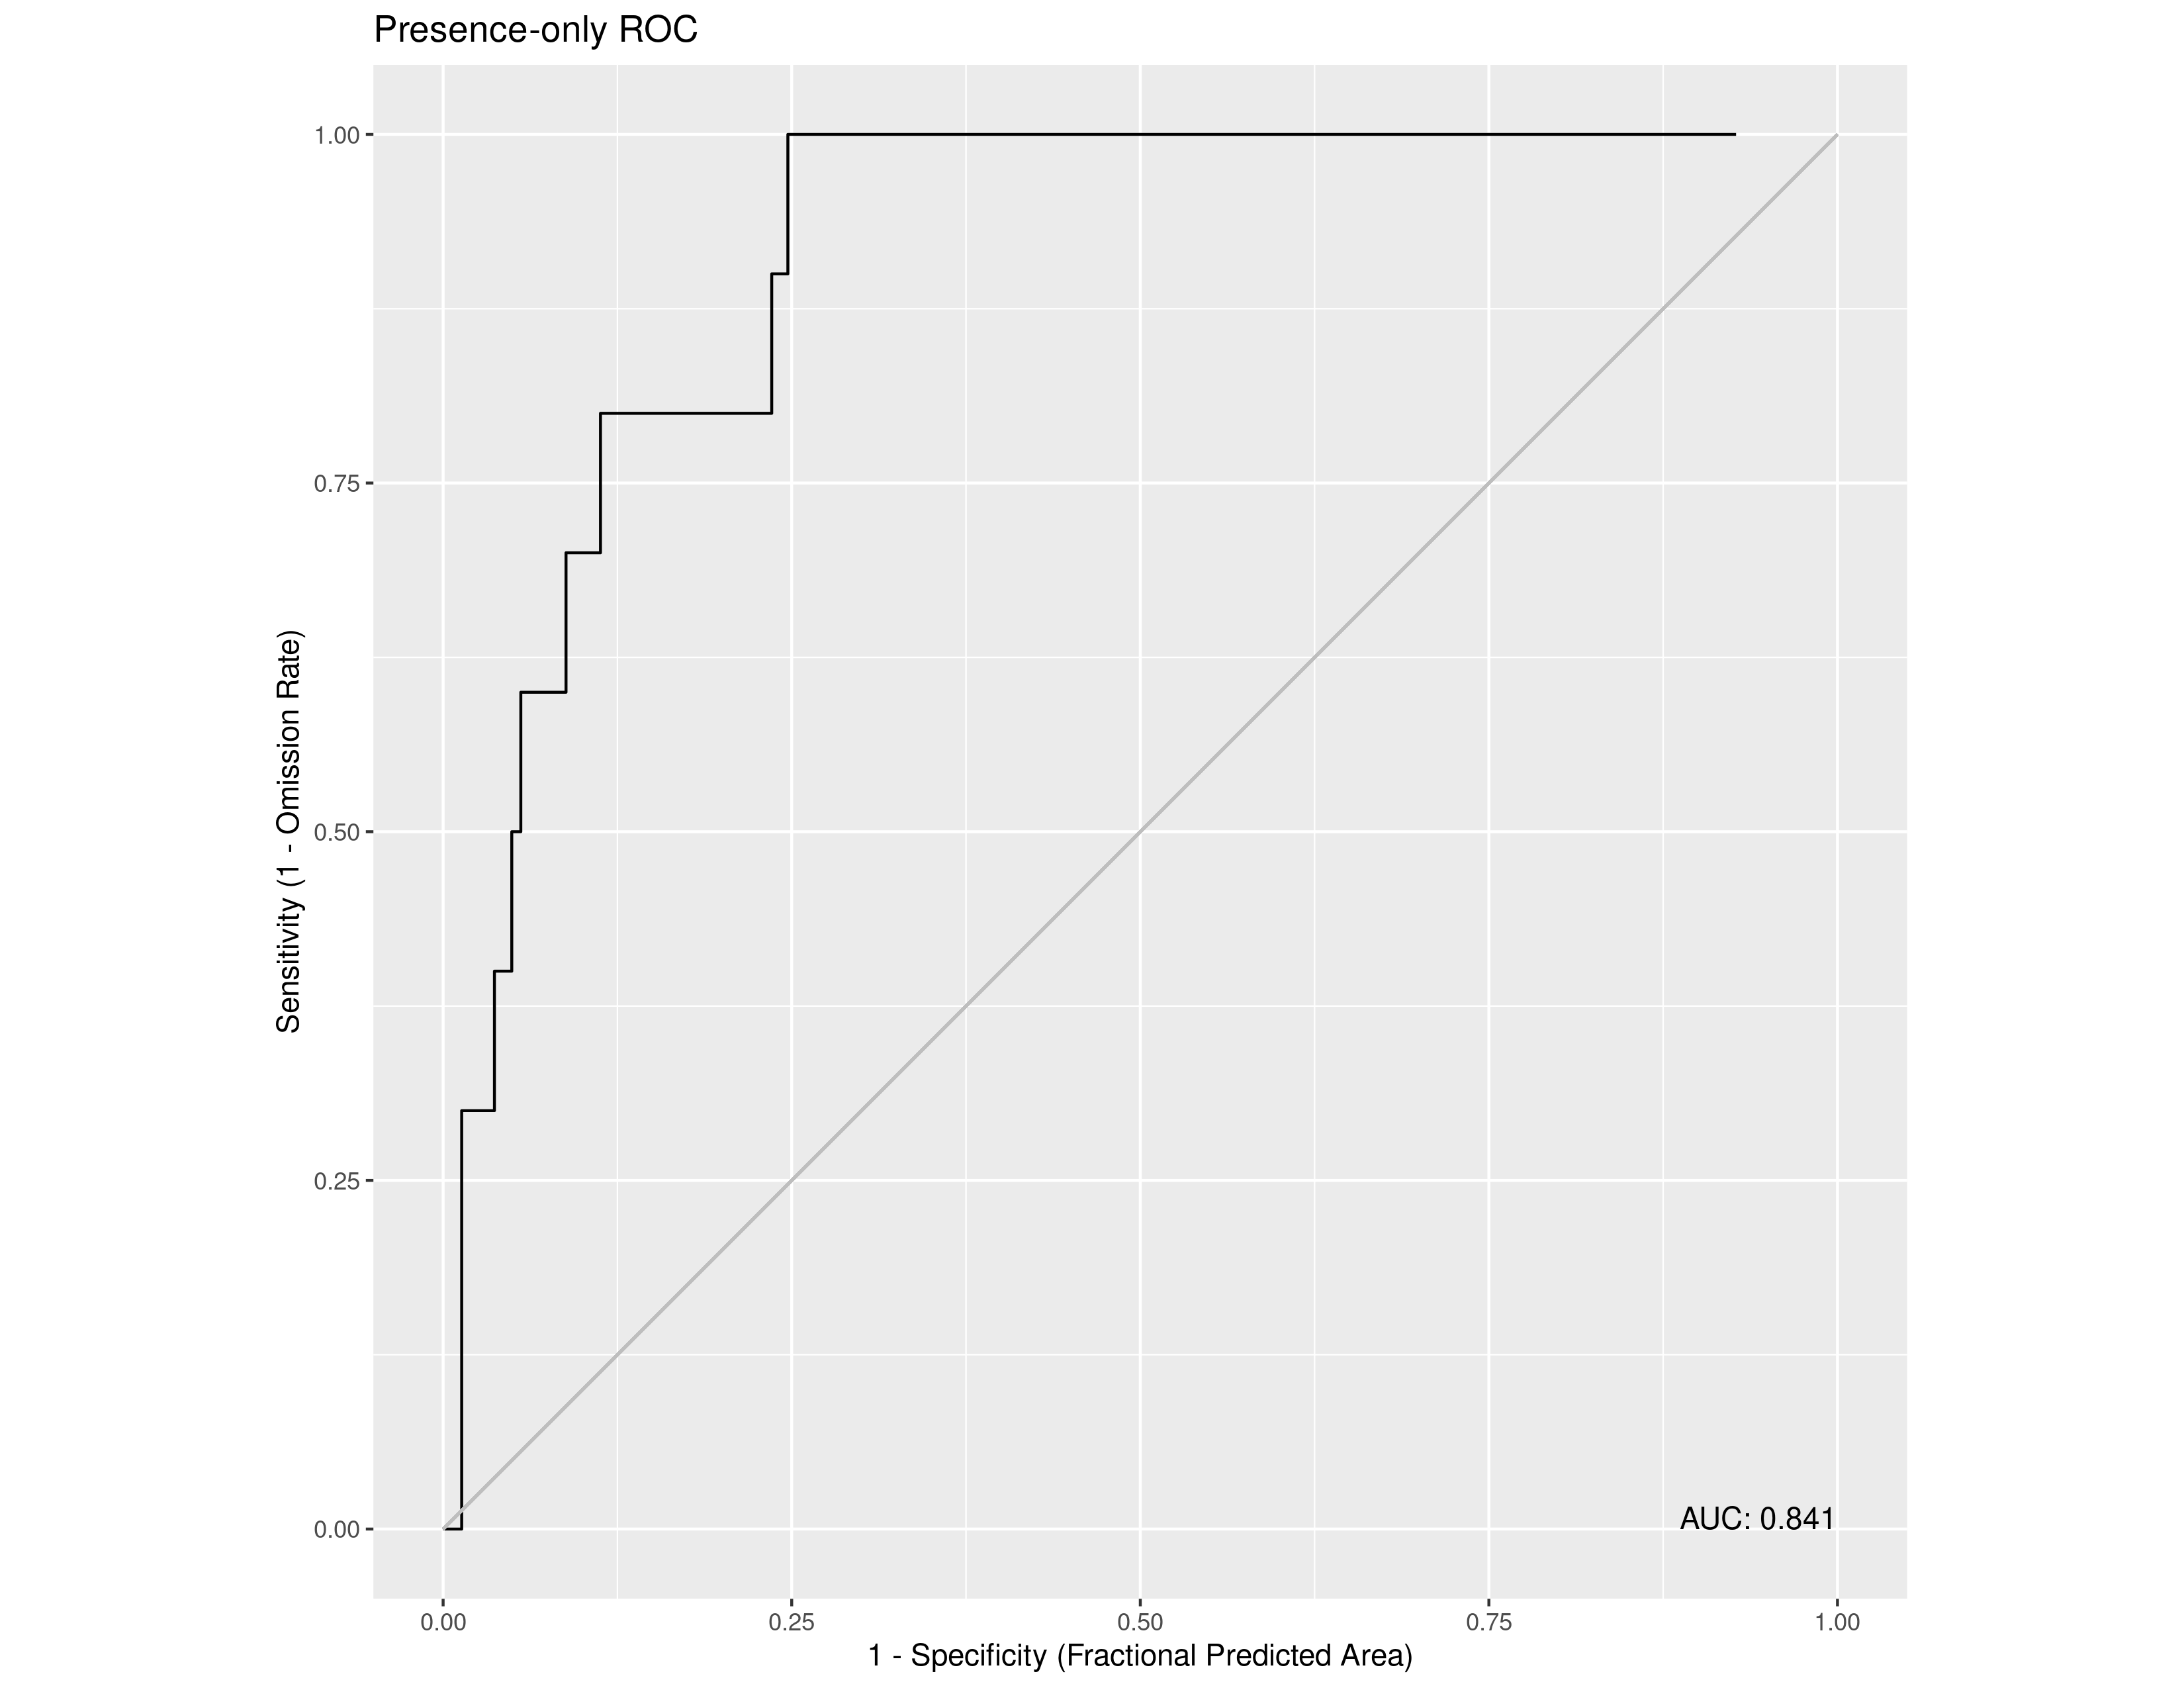 Presence-only ROC
Sensitivity (1 - Omission Rate)
1.00
0.75
0.50
0.25
0.00
AUC: 0.841
0.00 0.25 0.50 0.75 1.00
1 - Specificity (Fractional Predicted Area)